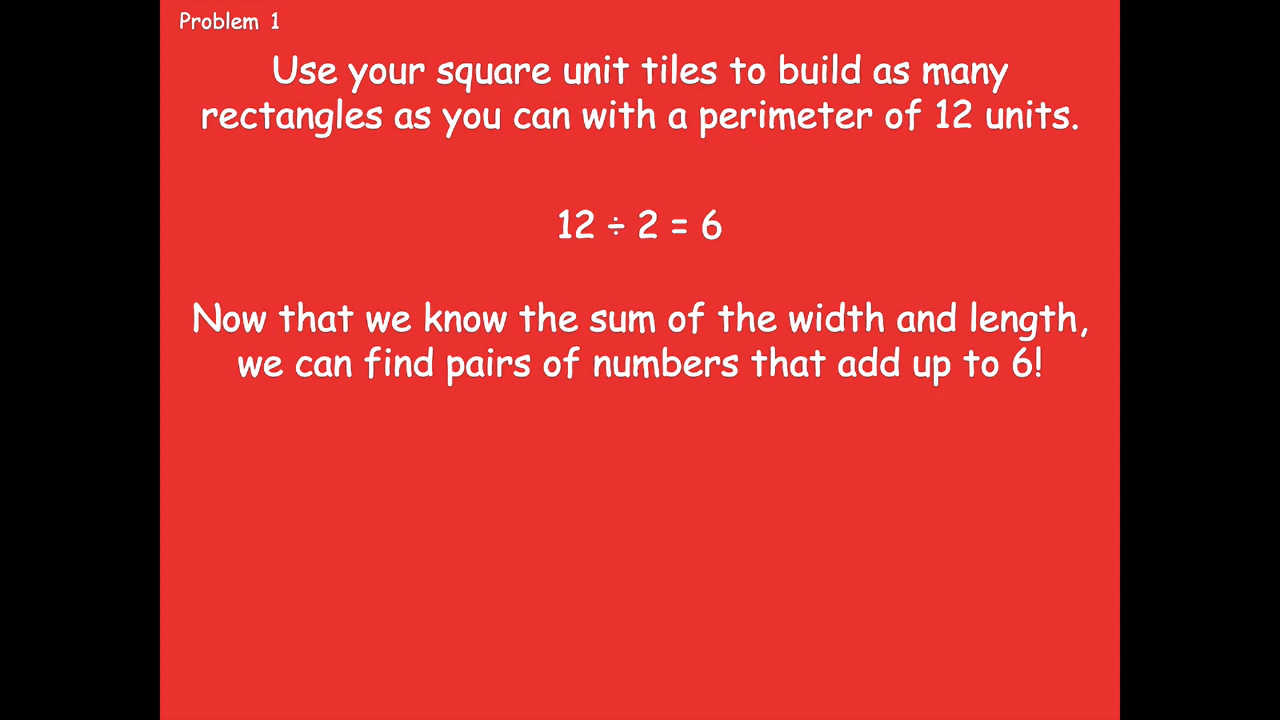 Problem 1
Use your square unit tiles to build as many
rectangles as you can with a perimeter of 12 units.
12 ÷ 2 = 6
Now that we know the sum of the width and length,
we can find pairs of numbers that add up to 6!